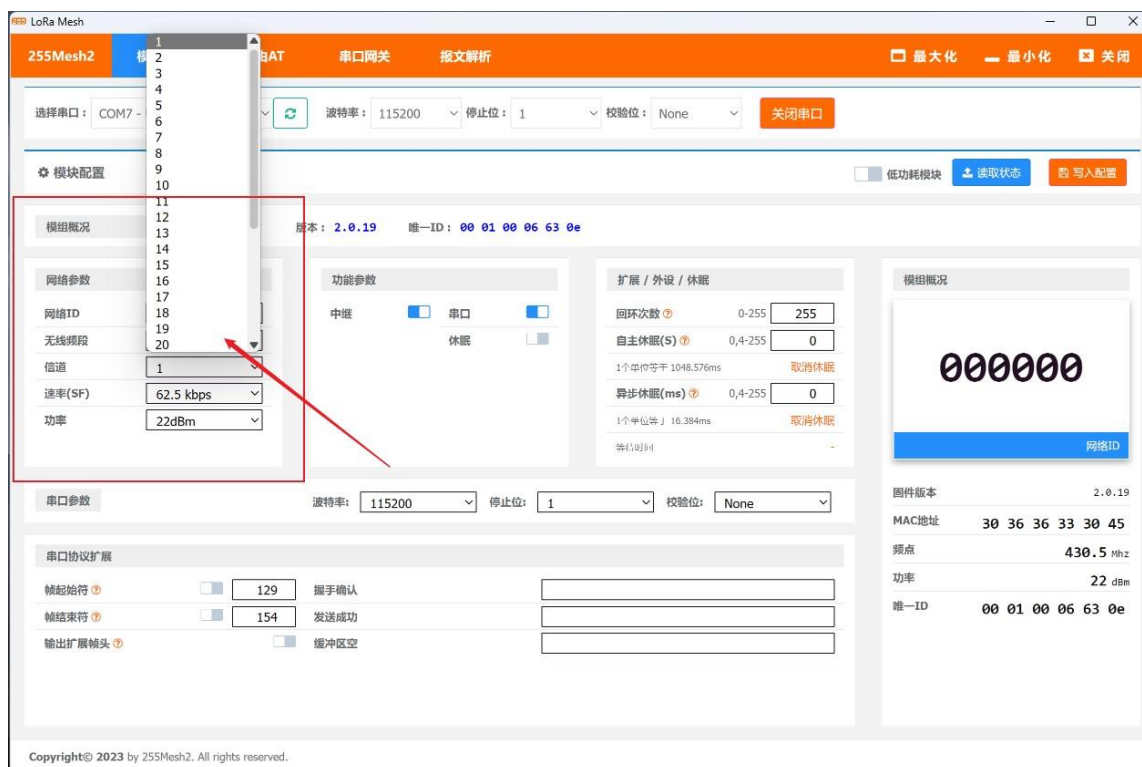 LoRa Mesh
255Mesh2 由AT 串口网关 报文解析 最大化 最小化 关闭
选择串口： COM7 - 波特率： 115200 停止位： 1 校验位： None 关闭串口
模块配置 低功耗模块 读取状态 写入配置
1
2
3
4
5
6
7
8
9
10
11
12
13
14
15
16
17
18
19
20
模组概况 版本： 2.0.19 唯一ID： 00 01 00 06 63 0e
网络参数
网络ID
无线频段
信道 1
速率(SF) 62.5 kbps
功率 22dBm
功能参数
中继 串口
休眠
扩展 / 外设 / 休眠
回环次数 0-255 255
自主休眠(S) 0,4-255 0
1个单位等于 1048.576ms 取消休眠
异步休眠(ms) 0,4-255 0
1个单位等于 16.384ms 取消休眠
-
模组概况
000000
网络ID
固件版本 2.0.19
MAC地址 30 36 36 33 30 45
频点 430.5 Mhz
功率 22 dBm
唯一ID 00 01 00 06 63 0e
串口参数 波特率: 115200 停止位: 1 校验位: None
串口协议扩展
帧起始符 129 握手确认
帧结束符 154 发送成功
输出扩展帧头 缓冲区空
Copyright© 2023 by 255Mesh2. All rights reserved.